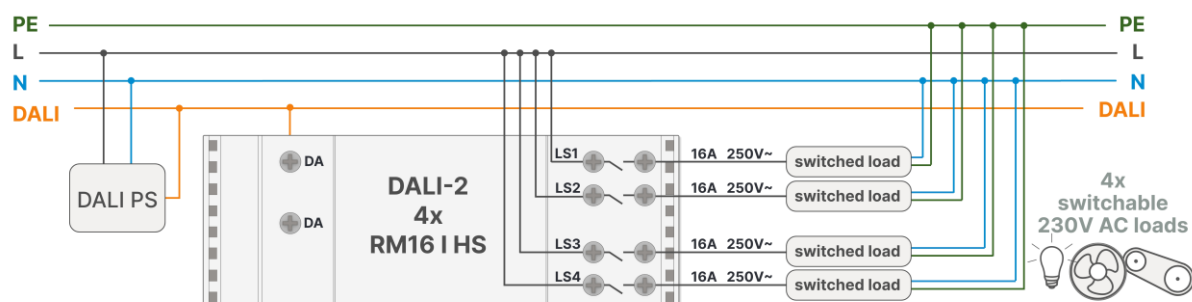 PE
PE
L
L
N
N
DALI
DALI
DALI PS
DA
DA
DALI-2
4x
RM16 I HS
LS1
16A 250V~
switched load
LS2
16A 250V~
switched load
LS3
16A 250V~
switched load
LS4
16A 250V~
switched load
4x
switchable
230V AC loads